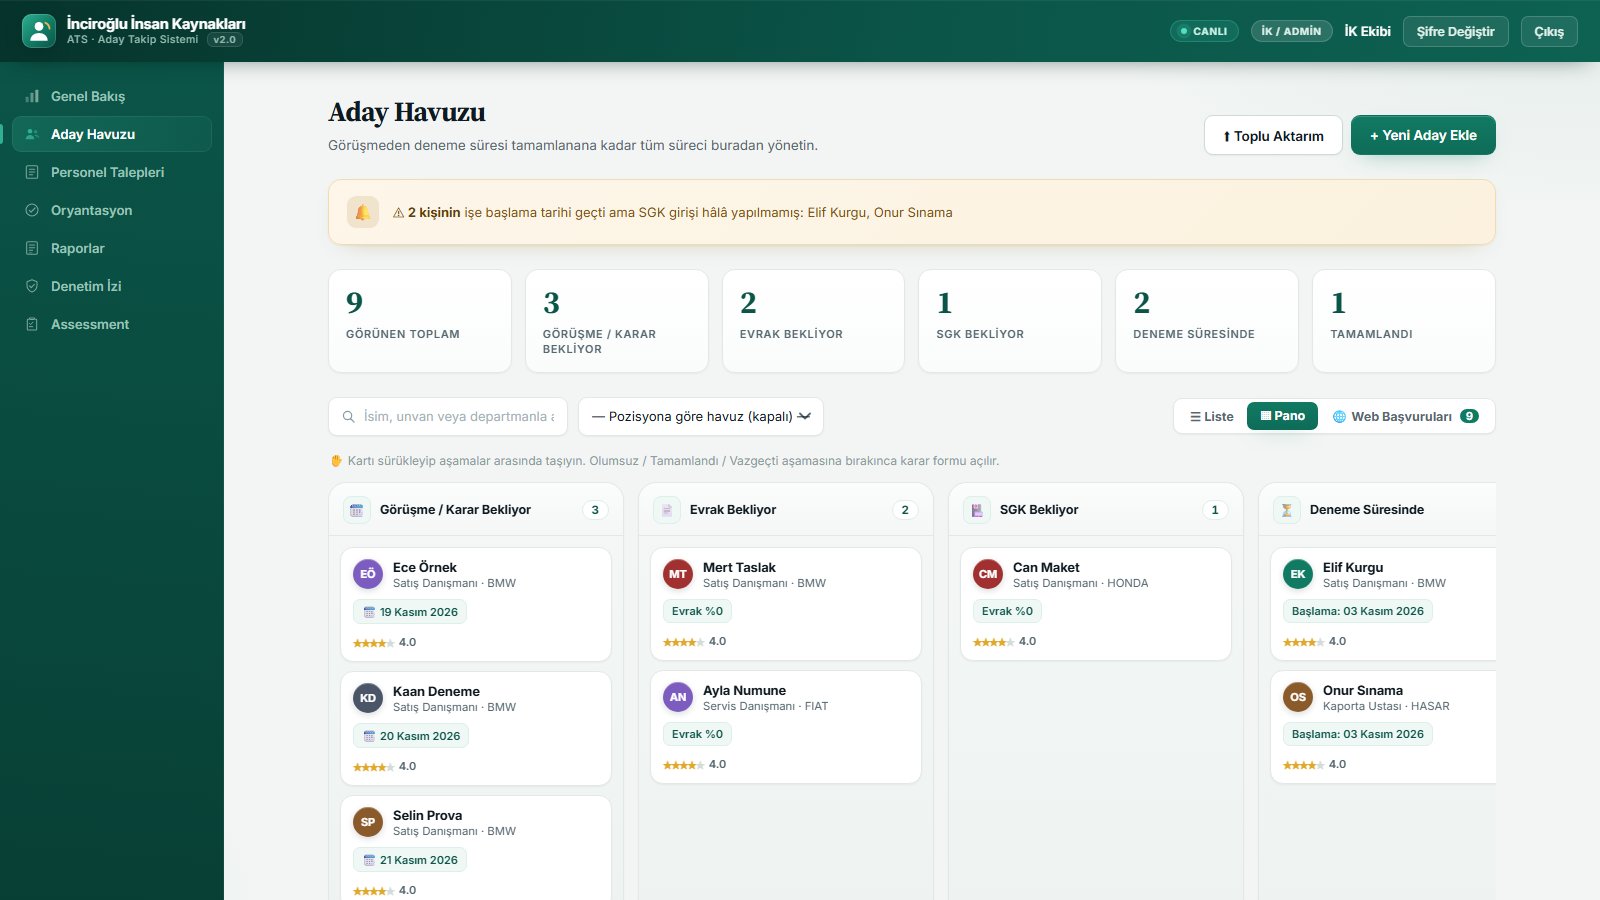 İnciroğlu İnsan Kaynakları
ATS · Aday Takip Sistemi v2.0
CANLI
İK / ADMIN
İK Ekibi
Şifre Değiştir
Çıkış
Genel Bakış
Aday Havuzu
Personel Talepleri
Oryantasyon
Raporlar
Denetim İzi
Assessment
Aday Havuzu
Görüşmeden deneme süresi tamamlanana kadar tüm süreci buradan yönetin.
⬆ Toplu Aktarım
+ Yeni Aday Ekle
⚠ 2 kişinin işe başlama tarihi geçti ama SGK girişi hâlâ yapılmamış: Elif Kurgu, Onur Sınama
9
GÖRÜNEN TOPLAM
3
GÖRÜŞME / KARAR
BEKLİYOR
2
EVRAK BEKLİYOR
1
SGK BEKLİYOR
2
DENEME SÜRESİNDE
1
TAMAMLANDI
İsim, unvan veya departmanla a
— Pozisyona göre havuz (kapalı) —
☰ Liste
▦ Pano
Web Başvuruları 9
Kartı sürükleyip aşamalar arasında taşıyın. Olumsuz / Tamamlandı / Vazgeçti aşamasına bırakınca karar formu açılır.
Görüşme / Karar Bekliyor 3
EÖ
Ece Örnek
Satış Danışmanı · BMW
19 Kasım 2026
★★★★★ 4.0
KD
Kaan Deneme
Satış Danışmanı · BMW
20 Kasım 2026
★★★★★ 4.0
SP
Selin Prova
Satış Danışmanı · BMW
21 Kasım 2026
★★★★★ 4.0
Evrak Bekliyor 2
MT
Mert Taslak
Satış Danışmanı · BMW
Evrak %0
★★★★★ 4.0
AN
Ayla Numune
Servis Danışmanı · FIAT
Evrak %0
★★★★★ 4.0
SGK Bekliyor 1
CM
Can Maket
Satış Danışmanı · HONDA
Evrak %0
★★★★★ 4.0
Deneme Süresinde
EK
Elif Kurgu
Satış Danışmanı · BMW
Başlama: 03 Kasım 2026
★★★★★ 4.0
OS
Onur Sınama
Kaporta Ustası · HASAR
Başlama: 03 Kasım 2026
★★★★★ 4.0